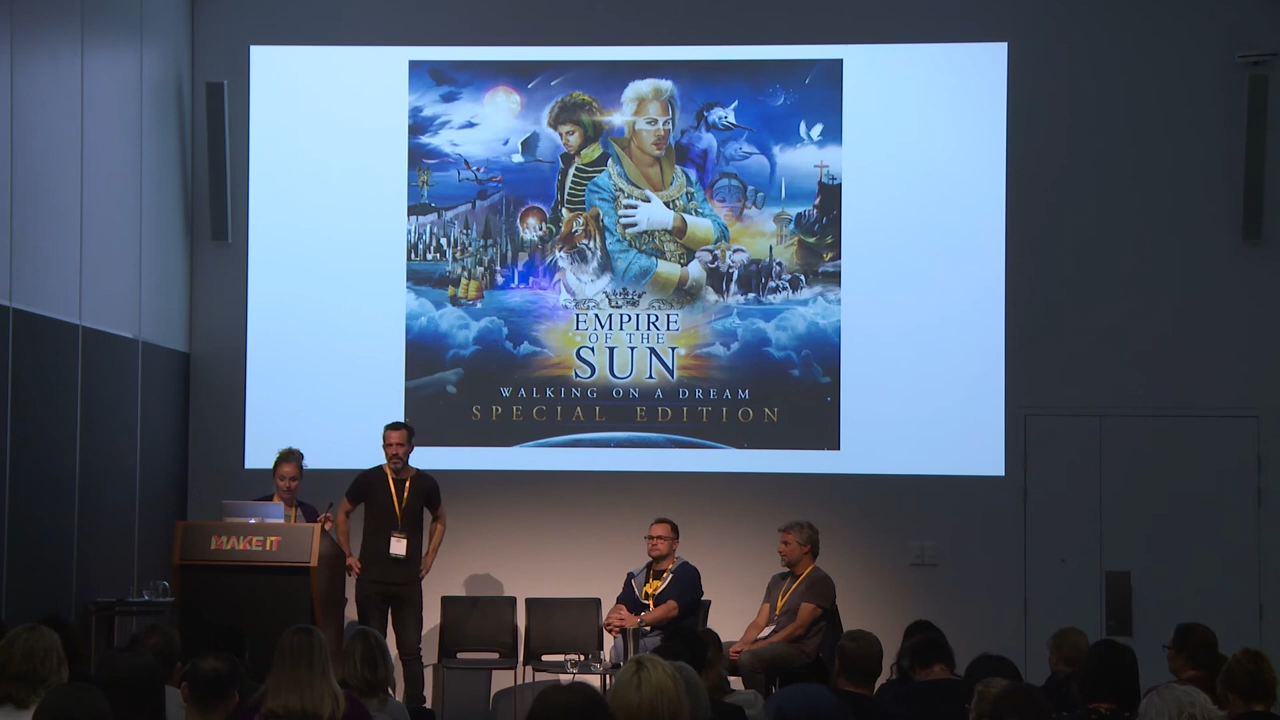 EMPIRE
OF THE
SUN
WALKING ON A DREAM
SPECIAL EDITION
MAKE IT